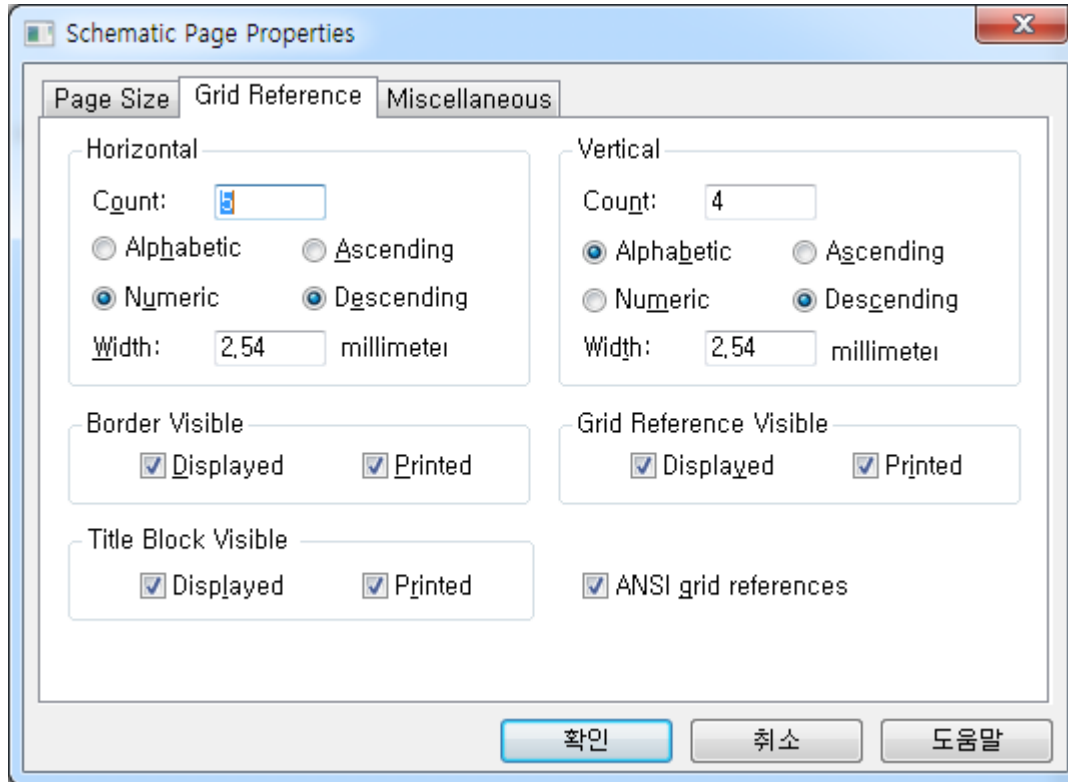 Schematic Page Properties
Page Size Grid Reference Miscellaneous
Horizontal
Count: 5
Alphabetic Ascending
Numeric Descending
Width: 2.54 millimeter
Vertical
Count: 4
Alphabetic Ascending
Numeric Descending
Width: 2.54 millimeter
Border Visible
Displayed Printed
Grid Reference Visible
Displayed Printed
Title Block Visible
Displayed Printed
ANSI grid references
확인 취소 도움말